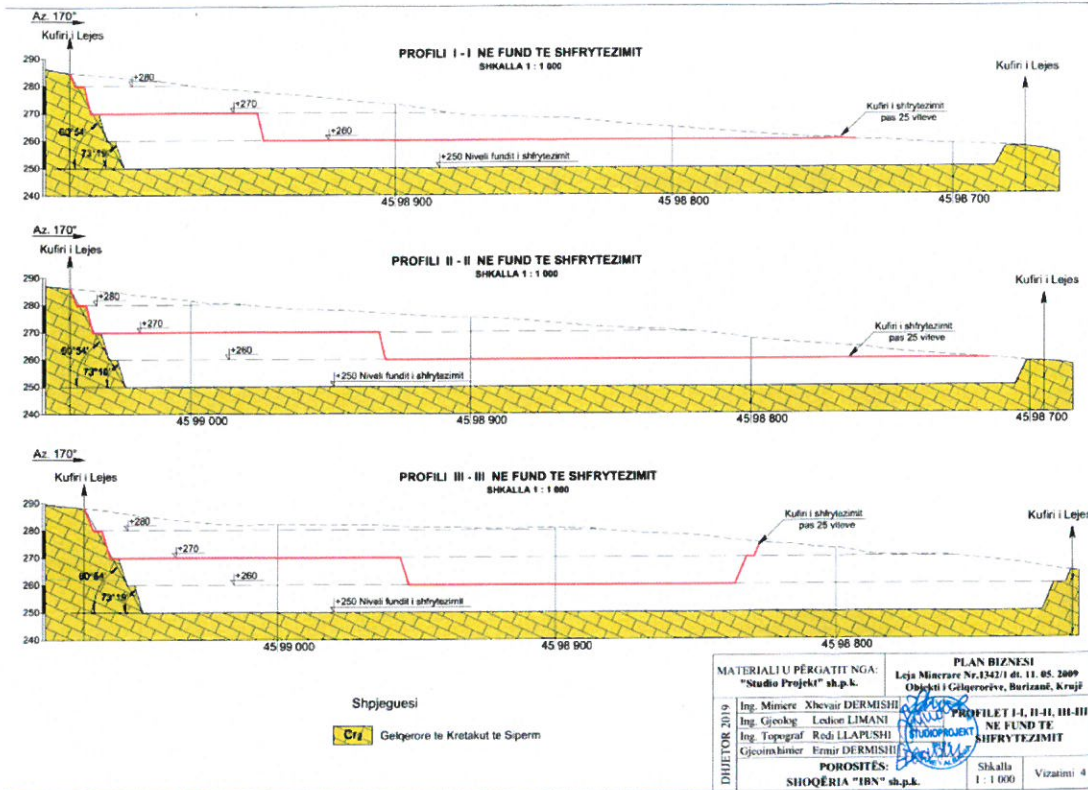 Az. 170°
Kufiri i Lejes
PROFILI I - I NE FUND TE SHFRYTEZIMIT
SHKALLA 1 : 1 000
Kufiri i Lejes
290
280
270
260
250
240
+280
+270
+260
+250 Niveli fundit i shfrytezimit
Kufiri i shfrytezimit
pas 25 viteve
60°54'
73°19'
45 98 900
45 98 800
45 98 700
Az. 170°
Kufiri i Lejes
PROFILI II - II NE FUND TE SHFRYTEZIMIT
SHKALLA 1 : 1 000
Kufiri i Lejes
290
280
270
260
250
240
+280
+270
+260
+250 Niveli fundit i shfrytezimit
Kufiri i shfrytezimit
pas 25 viteve
60°54'
73°19'
45 99 000
45 98 900
45 98 800
45 98 700
Az. 170°
Kufiri i Lejes
PROFILI III - III NE FUND TE SHFRYTEZIMIT
SHKALLA 1 : 1 000
Kufiri i Lejes
290
280
270
260
250
240
+280
+270
+260
+250 Niveli fundit i shfrytezimit
Kufiri i shfrytezimit
pas 25 viteve
60°54'
73°19'
45 99 000
45 98 900
45 98 800
Shpjeguesi
Cr2 Gelqerore te Kretakut te Siperm
MATERIALI U PËRGATIT NGA:
"Studio Projekt" sh.p.k.
PLAN BIZNESI
Leja Minerare Nr.1342/1 dt. 11. 05. 2009
Objekti i Gëlqerorëve, Burizanë, Krujë
DHJETOR 2019
Ing. Miniere Xhevair DERMISHI
Ing. Gjeolog Ledion LIMANI
Ing. Topograf Redi LLAPUSHI
Gjeoinxhinier Ermir DERMISHI
STUDIOPROJEKT
PROFILET I-I, II-II, III-III
NE FUND TE
SHFRYTEZIMIT
POROSITËS:
SHOQËRIA "IBN" sh.p.k.
Shkalla
1 : 1 000
Vizatimi 4